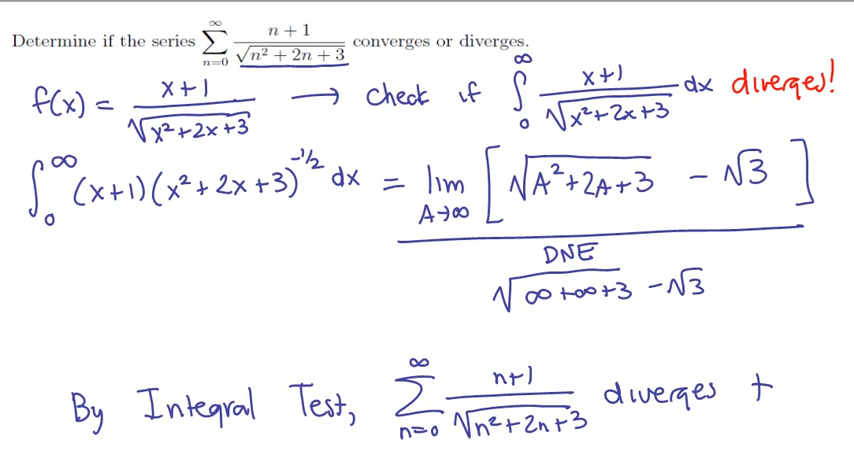 Determine if the series ∑_{n=0}^{∞} (n + 1)/√(n² + 2n + 3) converges or diverges.
f(x) = (x+1)/√(x²+2x+3) → check if ∫_0^∞ (x+1)/√(x²+2x+3) dx diverges!
∫_0^∞ (x+1)(x²+2x+3)^{-1/2} dx = lim_{A→∞} [√(A²+2A+3) - √3]
DNE
√(∞+∞+3) - √3
By Integral Test, ∑_{n=0}^{∞} (n+1)/√(n²+2n+3) diverges +